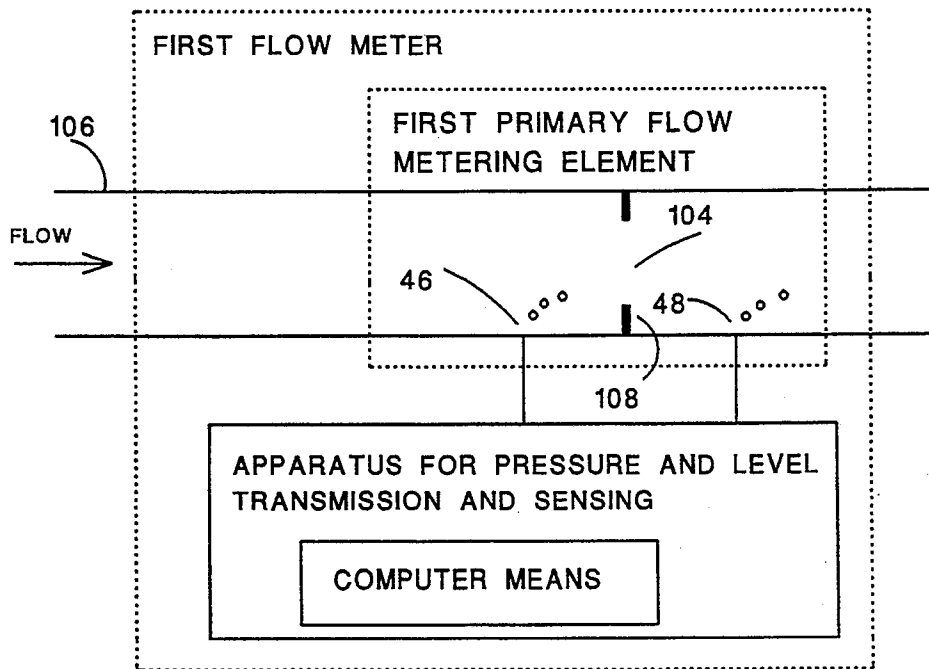 FIRST FLOW METER
FIRST PRIMARY FLOW
METERING ELEMENT
106
104
FLOW
46
48
108
APPARATUS FOR PRESSURE AND LEVEL
TRANSMISSION AND SENSING
COMPUTER MEANS